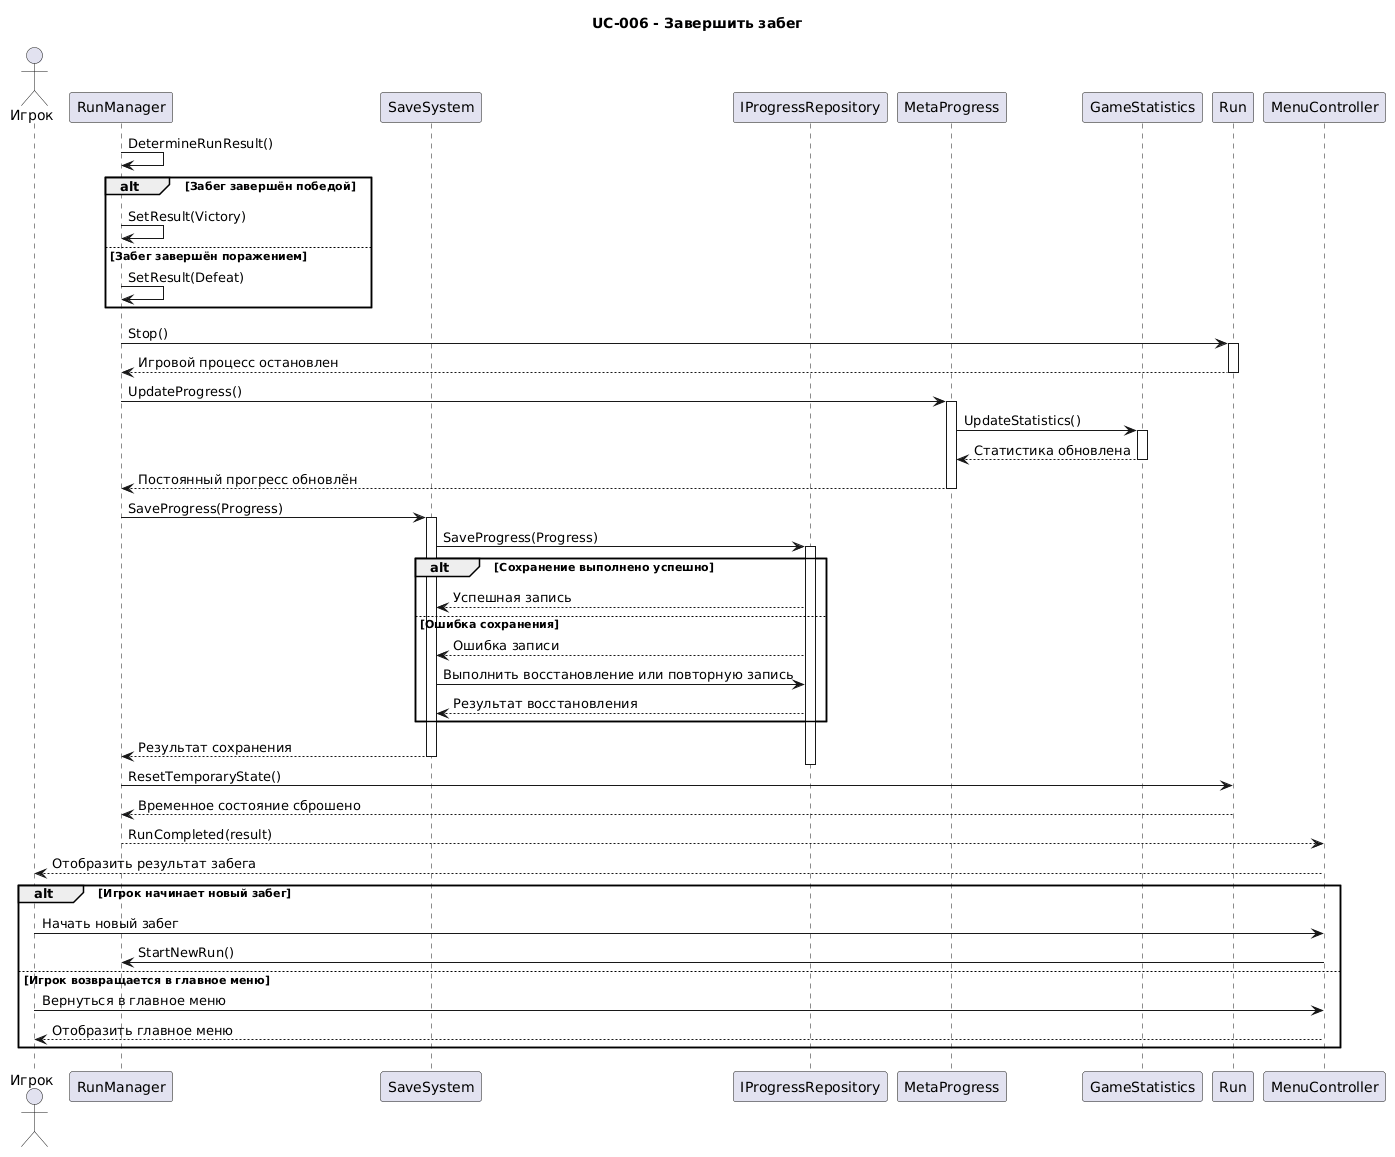 UC-006 - Завершить забег
Игрок
RunManager
SaveSystem
IProgressRepository
MetaProgress
GameStatistics
Run
MenuController
DetermineRunResult()
alt
[Забег завершён победой]
SetResult(Victory)
[Забег завершён поражением]
SetResult(Defeat)
Stop()
Игровой процесс остановлен
UpdateProgress()
UpdateStatistics()
Статистика обновлена
Постоянный прогресс обновлён
SaveProgress(Progress)
SaveProgress(Progress)
alt
[Сохранение выполнено успешно]
Успешная запись
[Ошибка сохранения]
Ошибка записи
Выполнить восстановление или повторную запись
Результат восстановления
Результат сохранения
ResetTemporaryState()
Временное состояние сброшено
RunCompleted(result)
Отобразить результат забега
alt
[Игрок начинает новый забег]
Начать новый забег
StartNewRun()
[Игрок возвращается в главное меню]
Вернуться в главное меню
Отобразить главное меню
Игрок
RunManager
SaveSystem
IProgressRepository
MetaProgress
GameStatistics
Run
MenuController